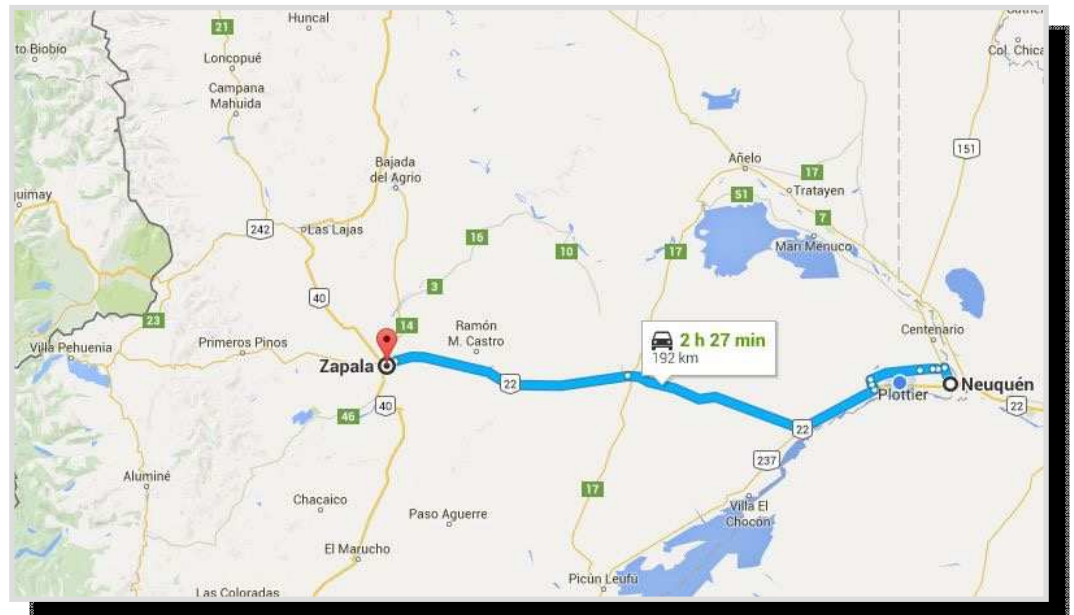 Huncal
21
to Biobío
Loncopué
Col. Chica
Campana
Mahuida
151
Bajada
del Agrio
Añelo
17
Tratayen
quimay
51
7
242
Las Lajas
16
10
17
Mari Menuco
3
40
23
14
Ramón
M. Castro
Centenario
2 h 27 min
192 km
Villa Pehuenia
Primeros Pinos
Zapala
22
Neuquén
Plottier
22
40
46
22
237
Aluminé
17
Chacaico
Paso Aguerre
Villa El
Chocón
El Marucho
Picún Leufú
Las Coloradas